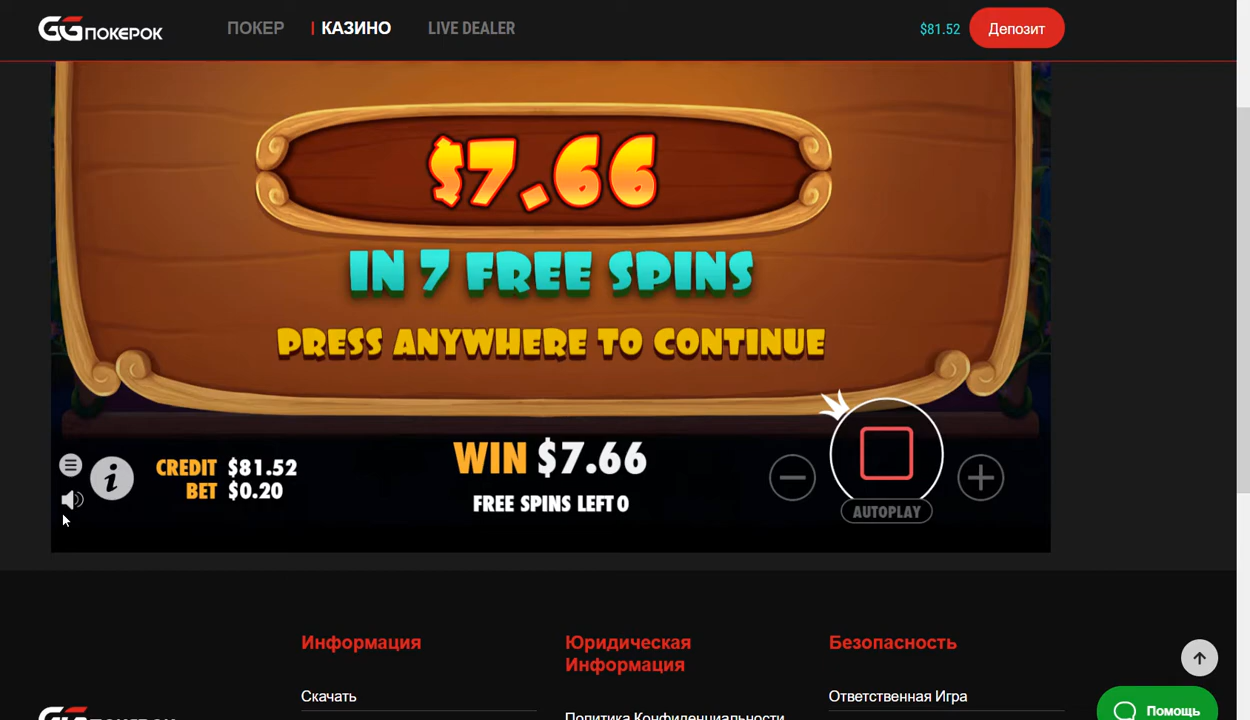 GGПОКЕРОК
ПОКЕР
КАЗИНО
LIVE DEALER
$81.52
Депозит
$7.66
IN 7 FREE SPINS
PRESS ANYWHERE TO CONTINUE
CREDIT $81.52
BET $0.20
WIN $7.66
FREE SPINS LEFT 0
AUTOPLAY
Информация
Юридическая
Информация
Безопасность
Скачать
Политика Конфиденциальности
Ответственная Игра
Помощь